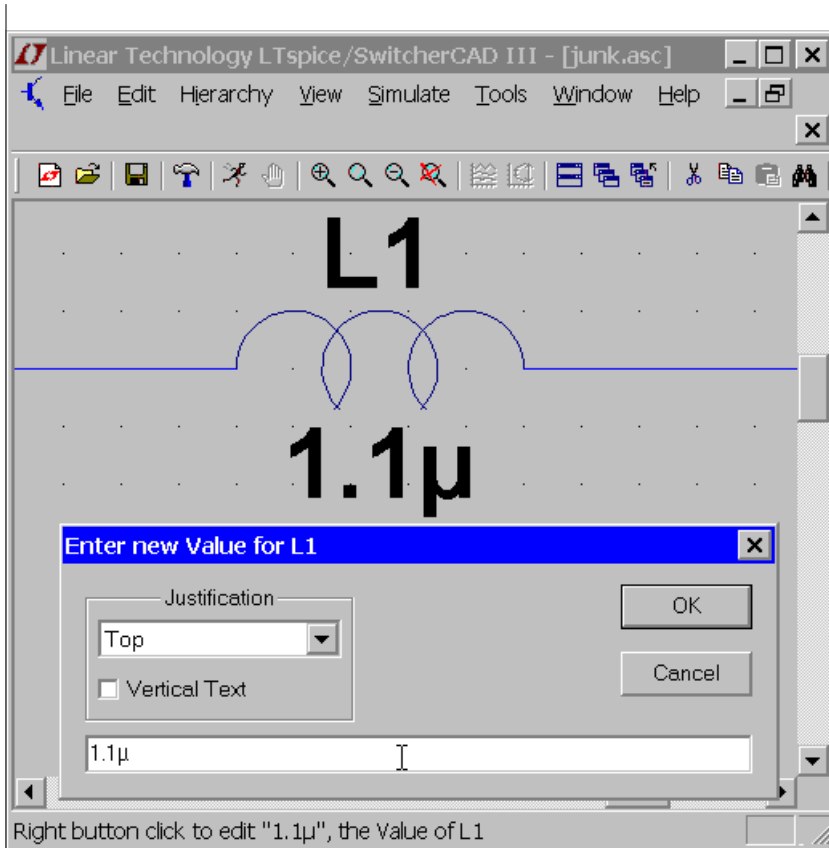 Linear Technology LTspice/SwitcherCAD III - [junk.asc]
File Edit Hierarchy View Simulate Tools Window Help
L1
1.1µ
Enter new Value for L1
Justification
OK
Top
Cancel
Vertical Text
1.1µ
Right button click to edit "1.1µ", the Value of L1